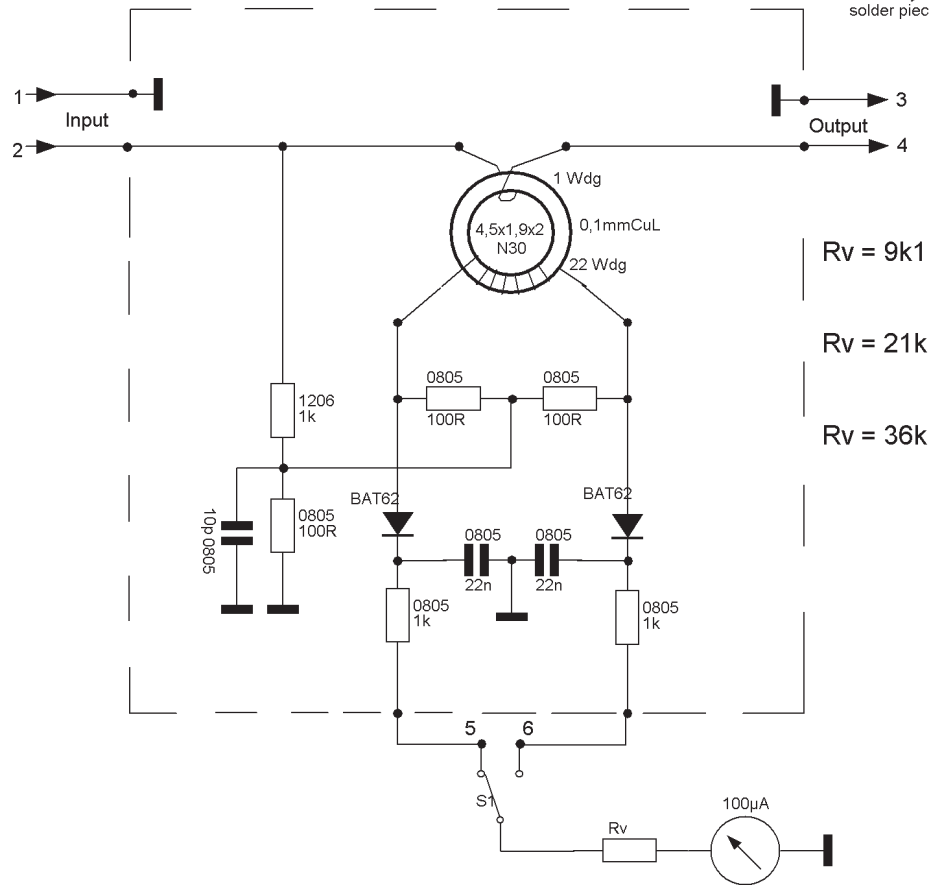 solder piec
1
Input
2
3
Output
4
1 Wdg
4,5x1,9x2
N30
0,1mmCuL
22 Wdg
Rv = 9k1
Rv = 21k
Rv = 36k
0805
100R
0805
100R
1206
1k
BAT62
BAT62
10p 0805
0805
100R
0805
22n
0805
22n
0805
1k
0805
1k
5
6
S1
Rv
100µA